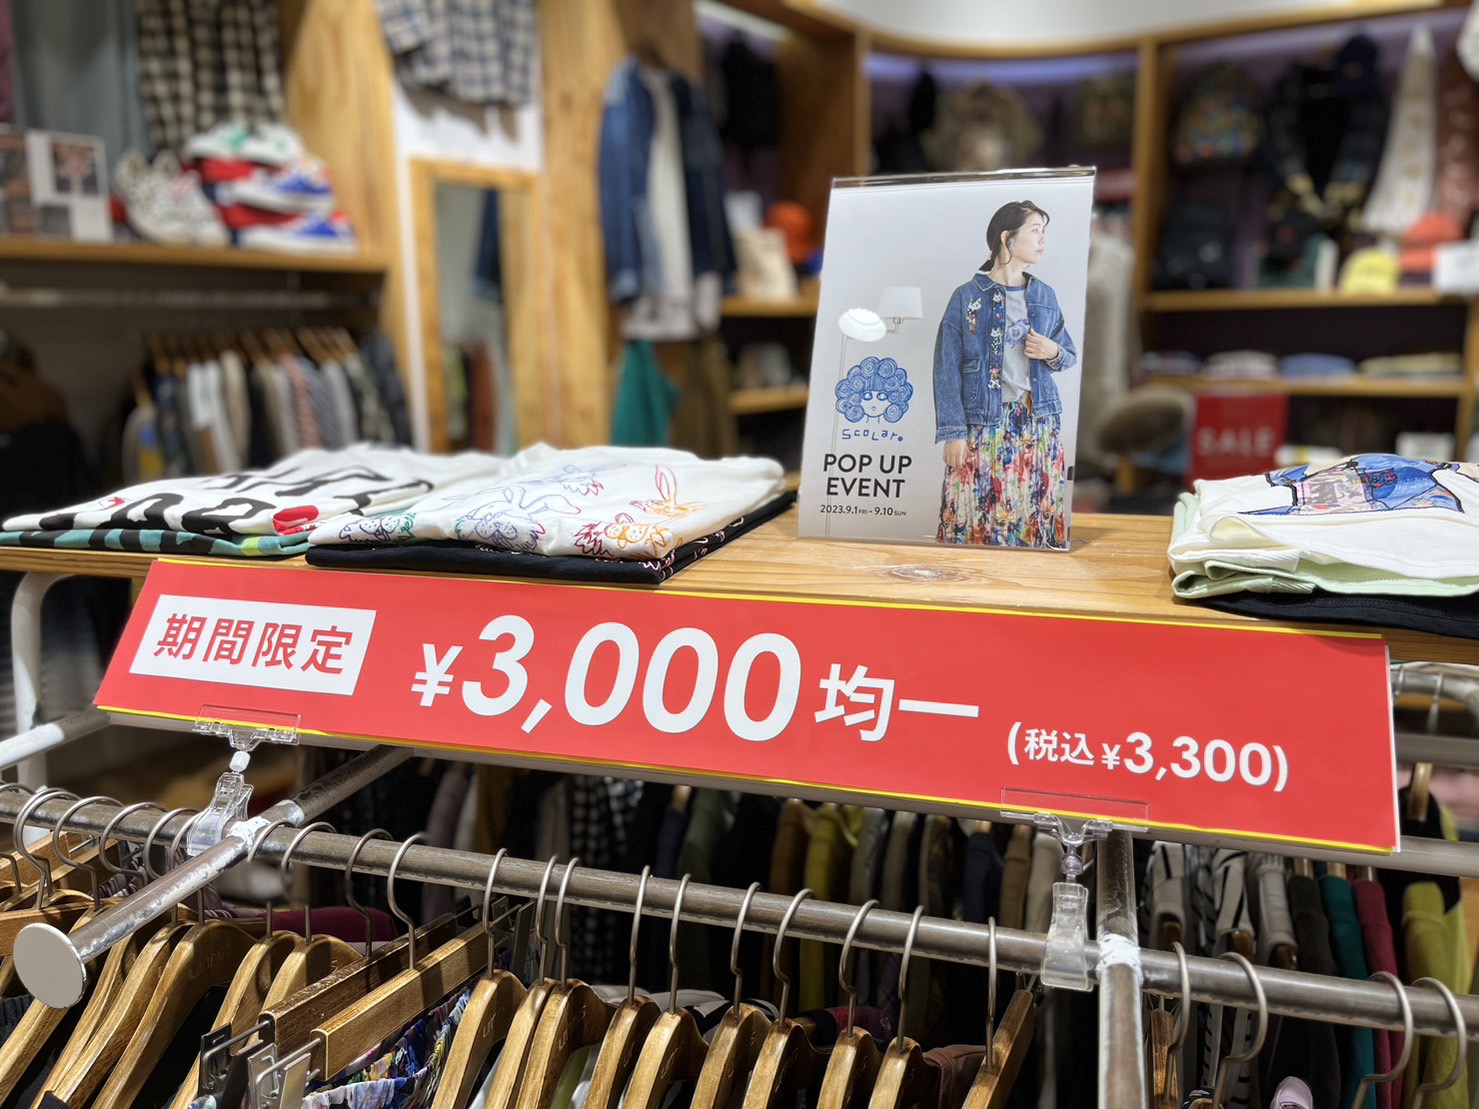 ScoLar.
POP UP
EVENT
2023.9.1 FRI - 9.10 SUN
SALE
期間限定 ¥3,000均一 (税込¥3,300)